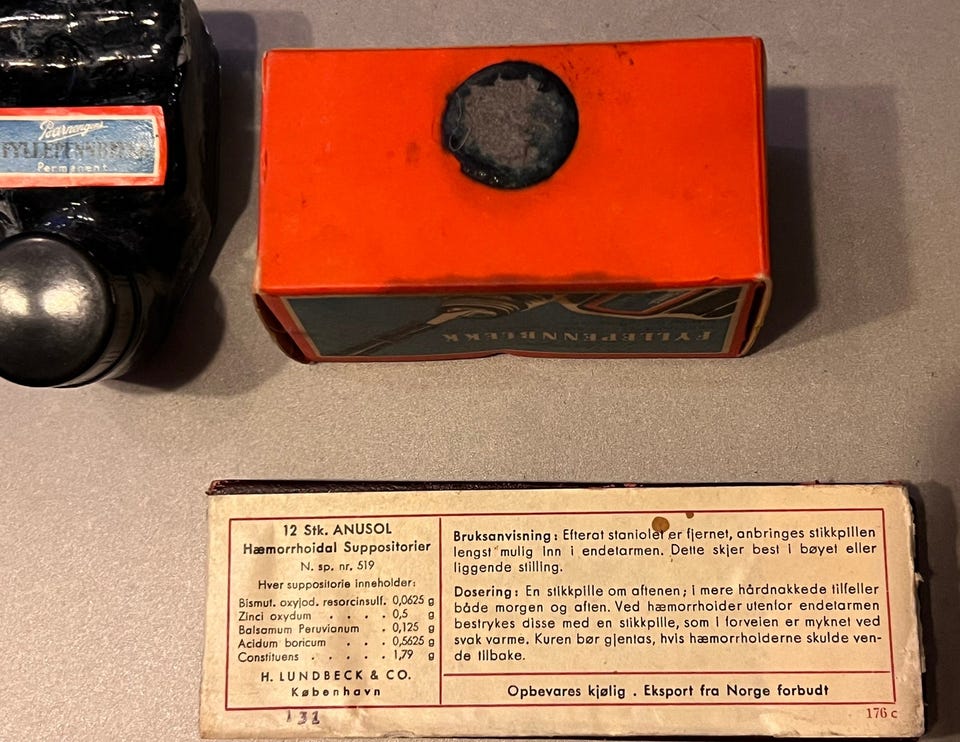 Permanent
FYLLEPENNBLEKK
12 Stk. ANUSOL
Hæmorrhoidal Suppositorier
N. sp. nr. 519
Hver suppositorie inneholder:
Bismut. oxyjod. resorcinsulf. 0,0625 g
Zinci oxydum . . . . 0,5 g
Balsamum Peruvianum . 0,125 g
Acidum boricum . . . 0,5625 g
Constituens . . . . . 1,79 g
H. LUNDBECK & CO.
København
131
Bruksanvisning: Efterat staniolet er fjernet, anbringes stikkpillen
lengst mulig inn i endetarmen. Dette skjer best i bøyet eller
liggende stilling.
Dosering: En stikkpille om aftenen; i mere hårdnakkede tilfeller
både morgen og aften. Ved hæmorrhoider utenfor endetarmen
bestrykes disse med en stikkpille, som i forveien er myknet ved
svak varme. Kuren bør gjentas, hvis hæmorrhoiderne skulde ven-
de tilbake.
Opbevares kjølig . Eksport fra Norge forbudt
176 c